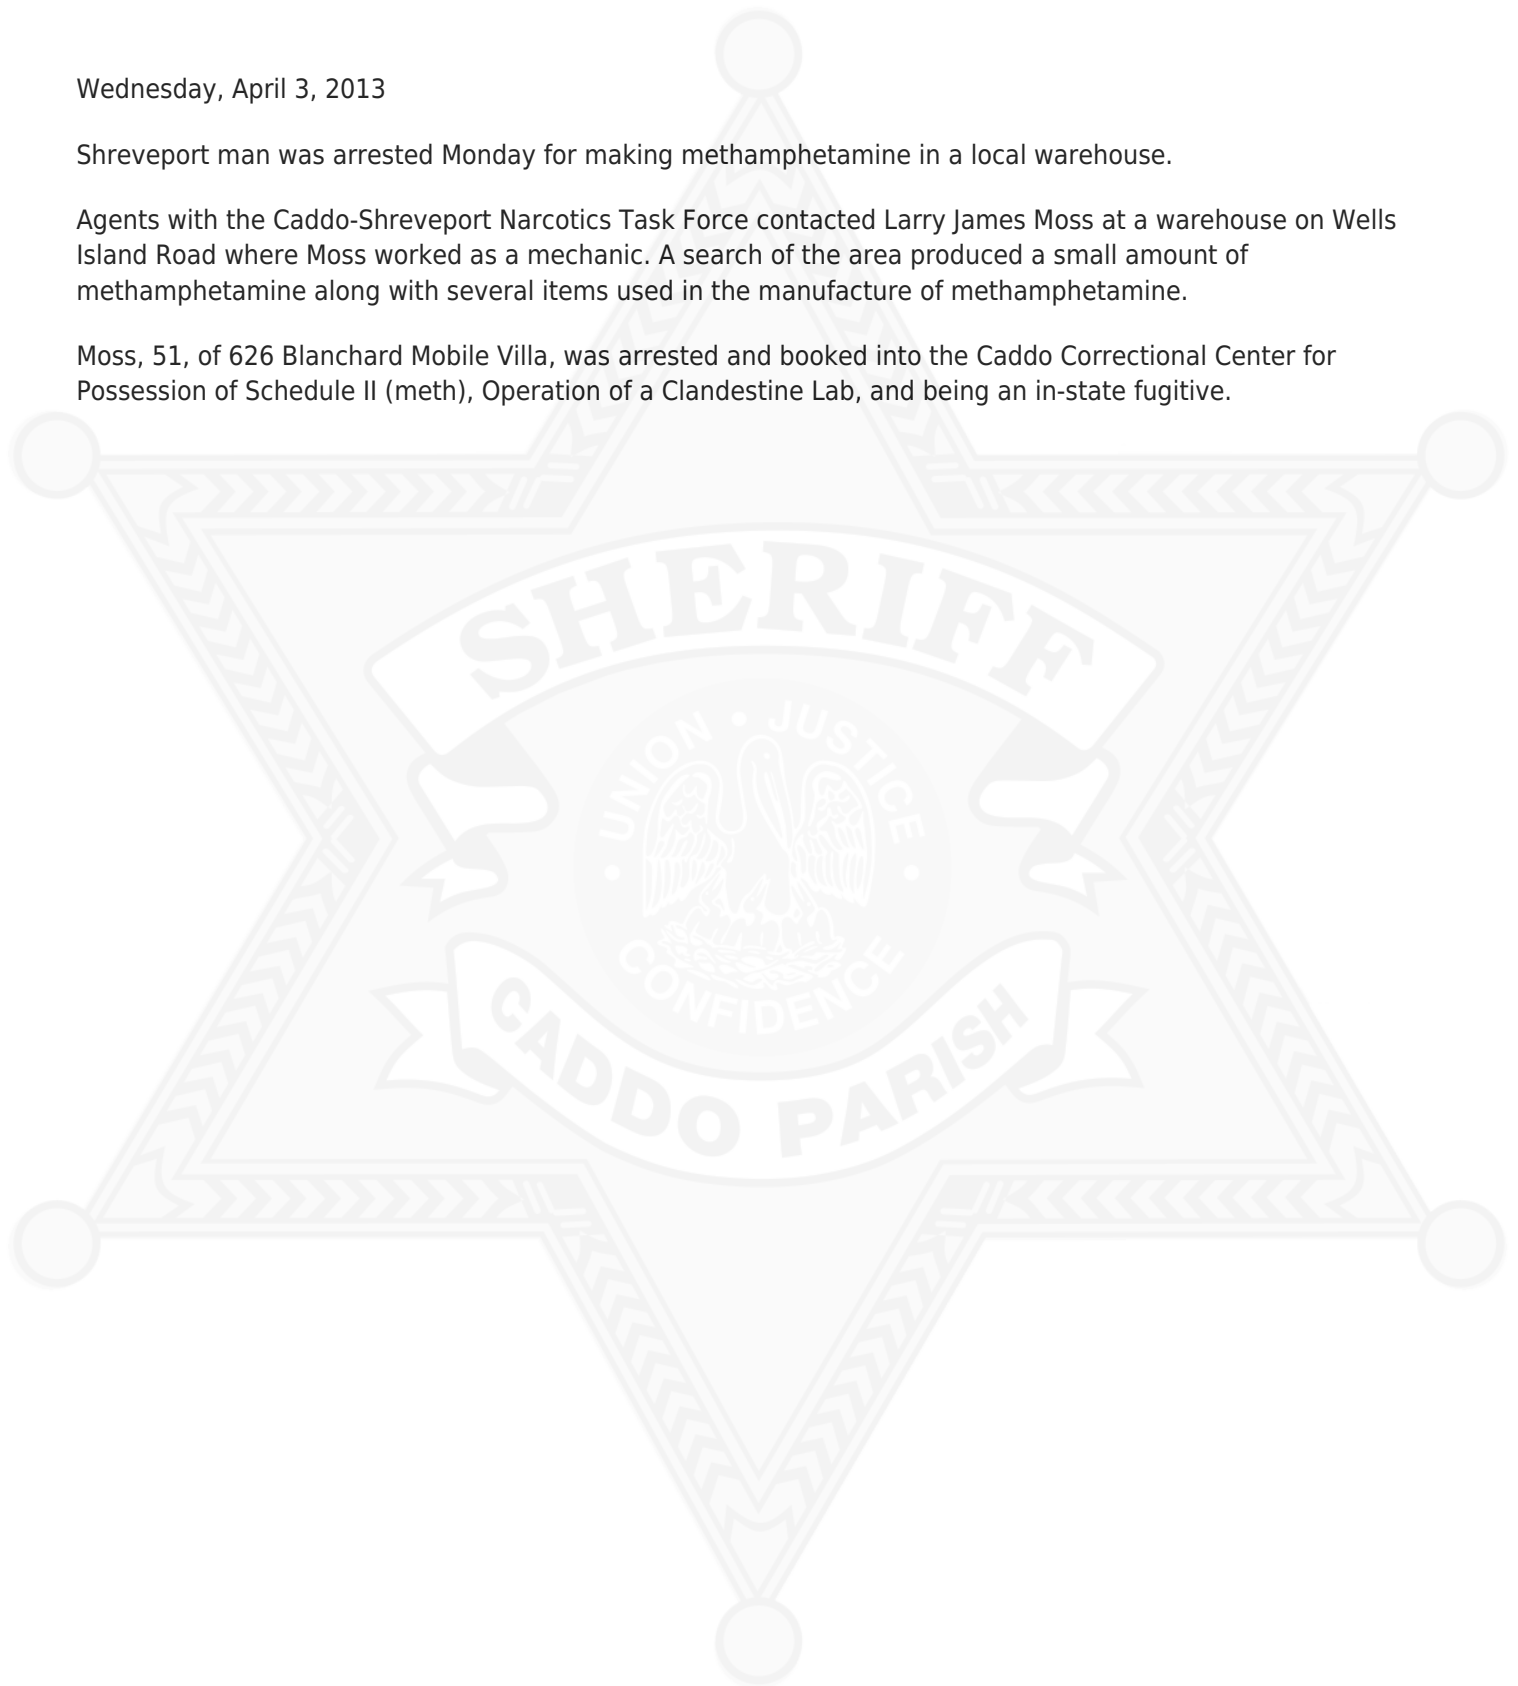 Wednesday, April 3, 2013
Shreveport man was arrested Monday for making methamphetamine in a local warehouse.
Agents with the Caddo-Shreveport Narcotics Task Force contacted Larry James Moss at a warehouse on Wells
Island Road where Moss worked as a mechanic. A search of the area produced a small amount of
methamphetamine along with several items used in the manufacture of methamphetamine.
Moss, 51, of 626 Blanchard Mobile Villa, was arrested and booked into the Caddo Correctional Center for
Possession of Schedule II (meth), Operation of a Clandestine Lab, and being an in-state fugitive.
SHERIFF
UNION • JUSTICE
• CONFIDENCE •
CADDO PARISH